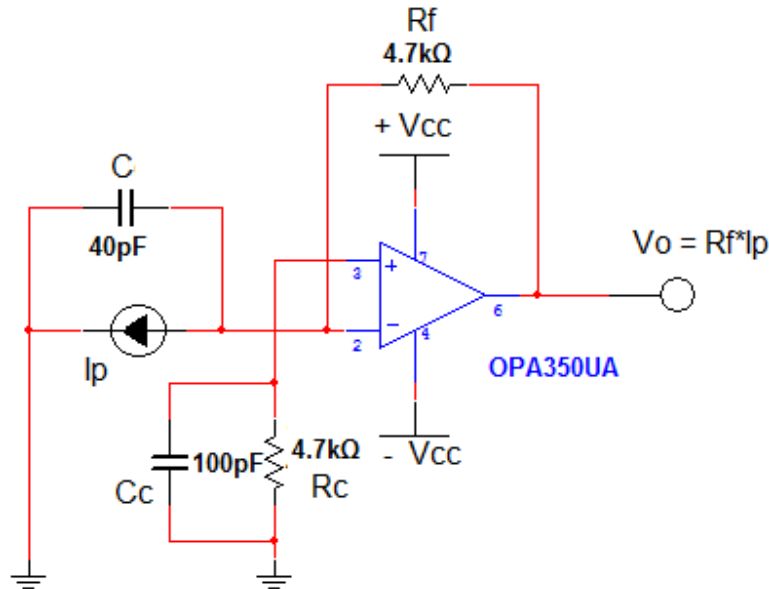 Rf
4.7kΩ
+ Vcc
C
40pF
Vo = Rf*Ip
3
+
7
2
−
4
6
Ip
OPA350UA
100pF
4.7kΩ
Cc
Rc
- Vcc